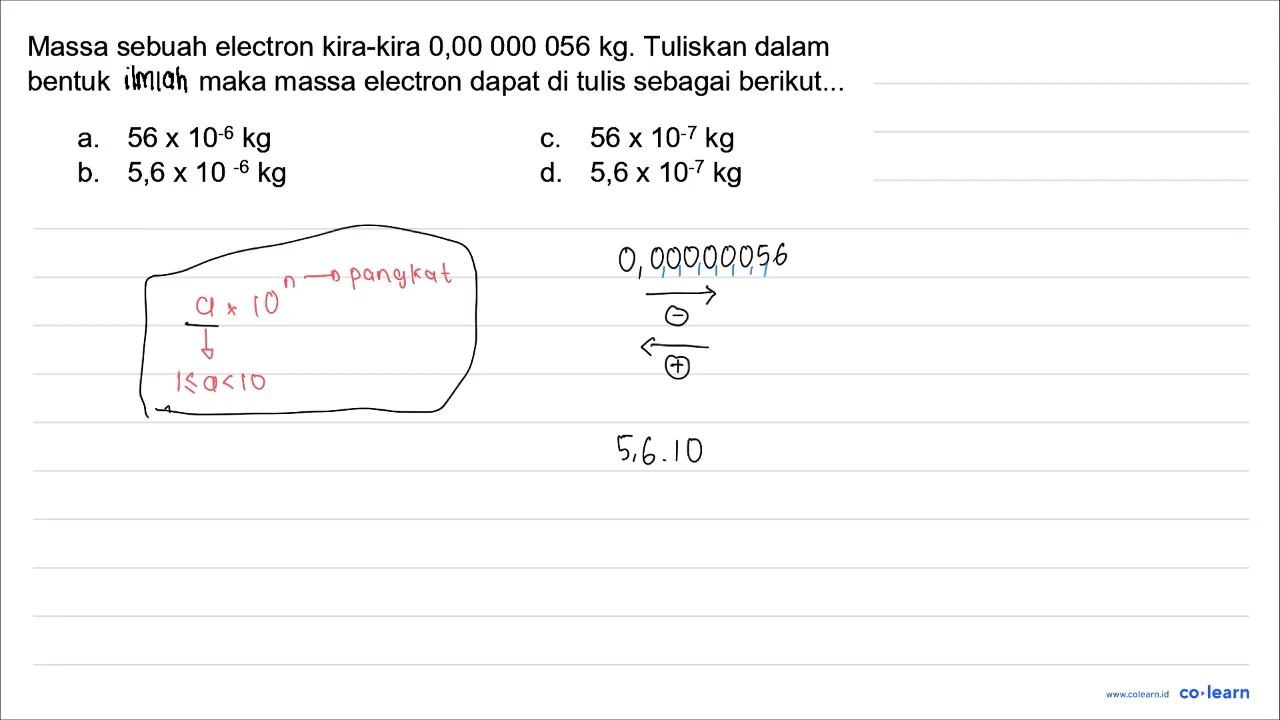 Massa sebuah electron kira-kira 0,00 000 056 kg. Tuliskan dalam
bentuk ilmiah maka massa electron dapat di tulis sebagai berikut...
a. 56 x 10⁻⁶ kg
b. 5,6 x 10 ⁻⁶ kg
c. 56 x 10⁻⁷ kg
d. 5,6 x 10⁻⁷ kg
a x 10ⁿ → pangkat
↓
1 ≤ a < 10
0,00000056
→
⊖
←
⊕
5,6 . 10
www.colearn.id co·learn